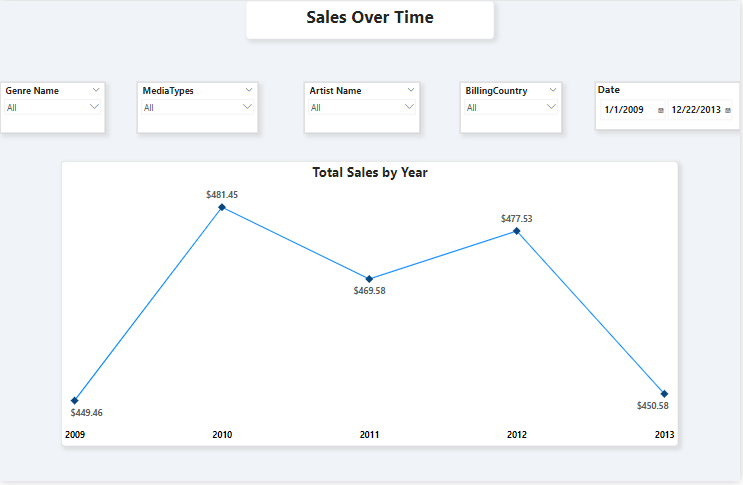 Sales Over Time
Genre Name
All
MediaTypes
All
Artist Name
All
BillingCountry
All
Date
1/1/2009 12/22/2013
Total Sales by Year
$481.45
$477.53
$469.58
$449.46
$450.58
2009 2010 2011 2012 2013